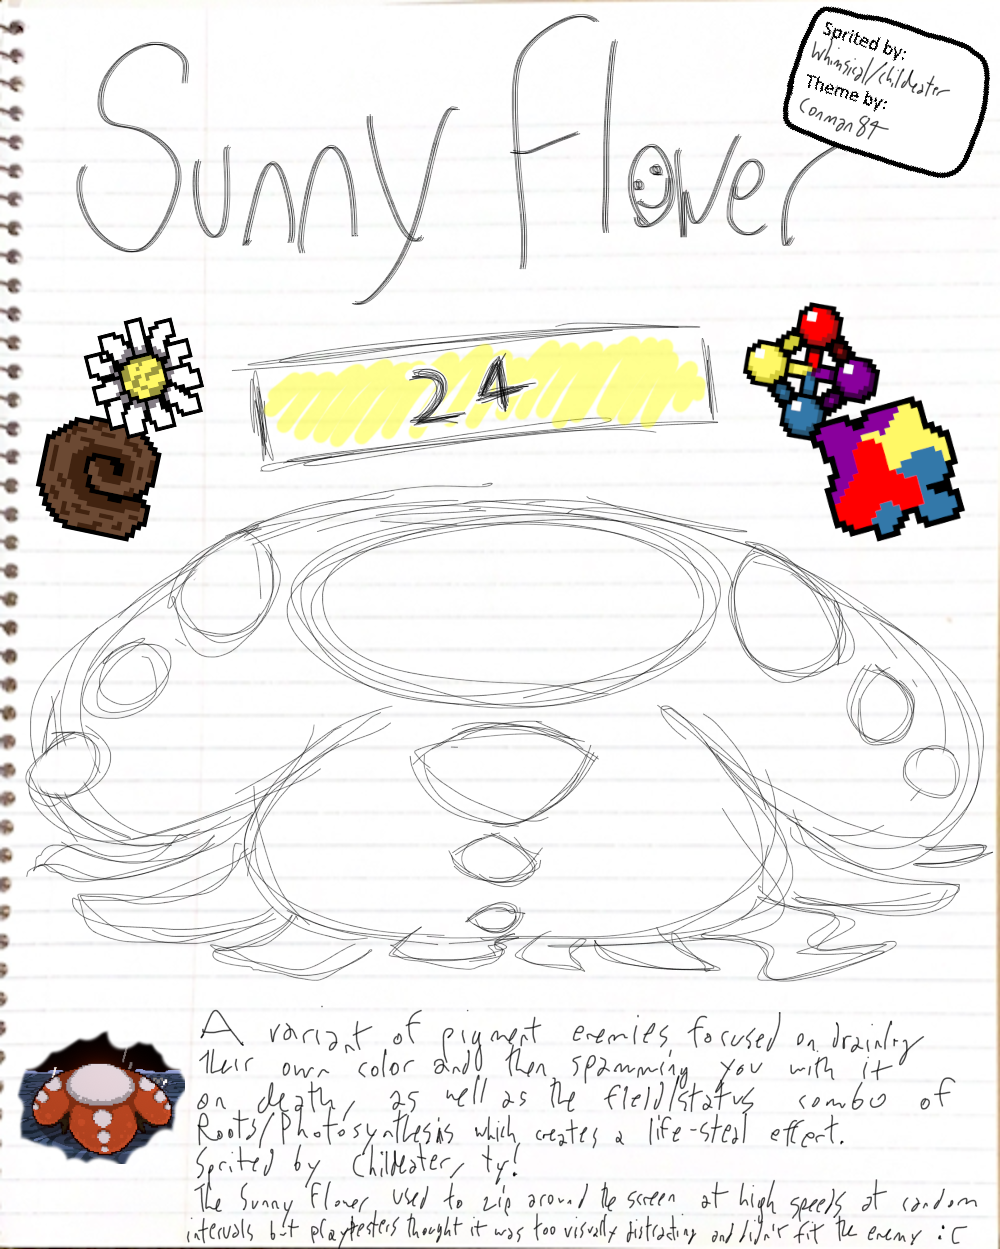 Sunny Flower
Sprited by:
Whimsical/Childeater
Theme by:
Conman84
24
A variant of pigment enemies focused on draining
their own color and then spamming you with it
on death, as well as the field/status combo of
Roots/Photosynthesis which creates a life-steal effect.
Sprited by Childeater, ty!
The Sunny Flower used to zip around the screen at high speeds at random
intervals but playtesters thought it was too visually distracting and didn't fit the enemy :C